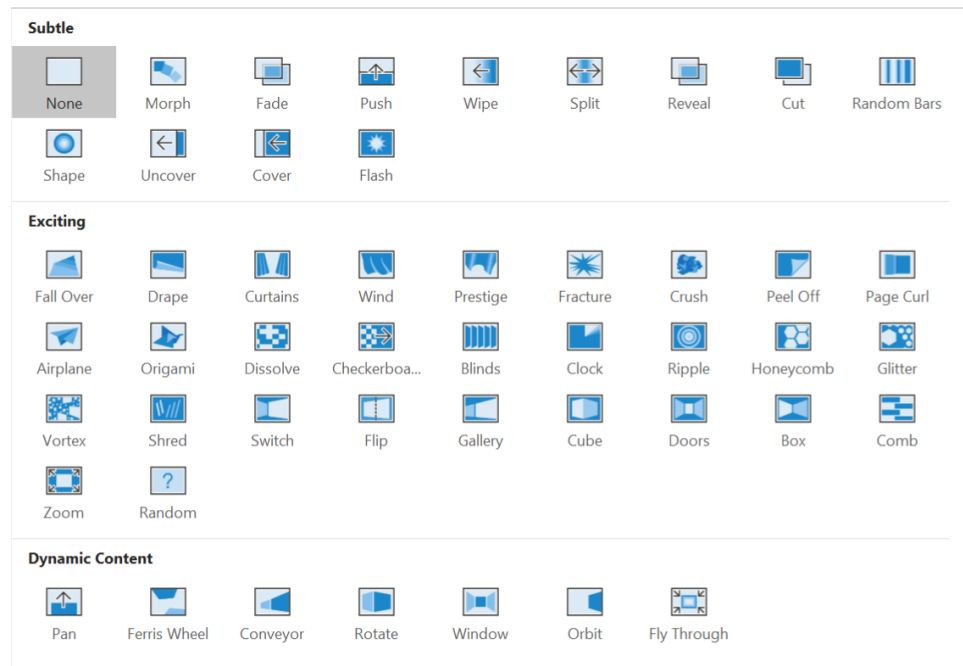 Subtle
None Morph Fade Push Wipe Split Reveal Cut Random Bars
Shape Uncover Cover Flash
Exciting
Fall Over Drape Curtains Wind Prestige Fracture Crush Peel Off Page Curl
Airplane Origami Dissolve Checkerboa... Blinds Clock Ripple Honeycomb Glitter
Vortex Shred Switch Flip Gallery Cube Doors Box Comb
?
Zoom Random
Dynamic Content
Pan Ferris Wheel Conveyor Rotate Window Orbit Fly Through